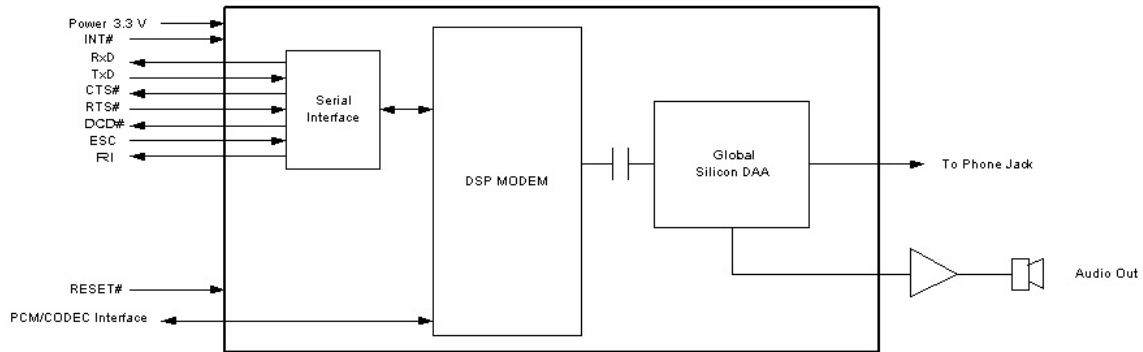 Power 3.3 V
INT#
RxD
TxD
CTS#
RTS#
DCD#
ESC
FRI
Serial
Interface
DSP MODEM
Global
Silicon DAA
To Phone Jack
Audio Out
RESET#
PCM/CODEC Interface